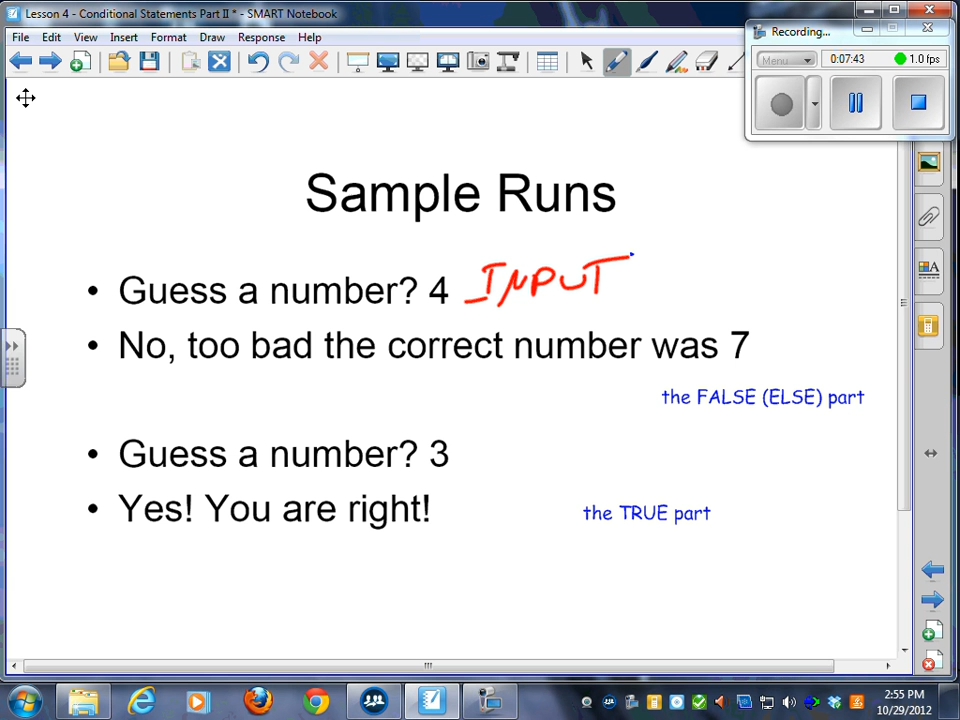 Lesson 4 - Conditional Statements Part II * - SMART Notebook
File Edit View Insert Format Draw Response Help
Recording...
Menu 0:07:43 1.0 fps
Sample Runs
• Guess a number? 4 INPUT
• No, too bad the correct number was 7
the FALSE (ELSE) part
• Guess a number? 3
• Yes! You are right!
the TRUE part
2:55 PM
10/29/2012